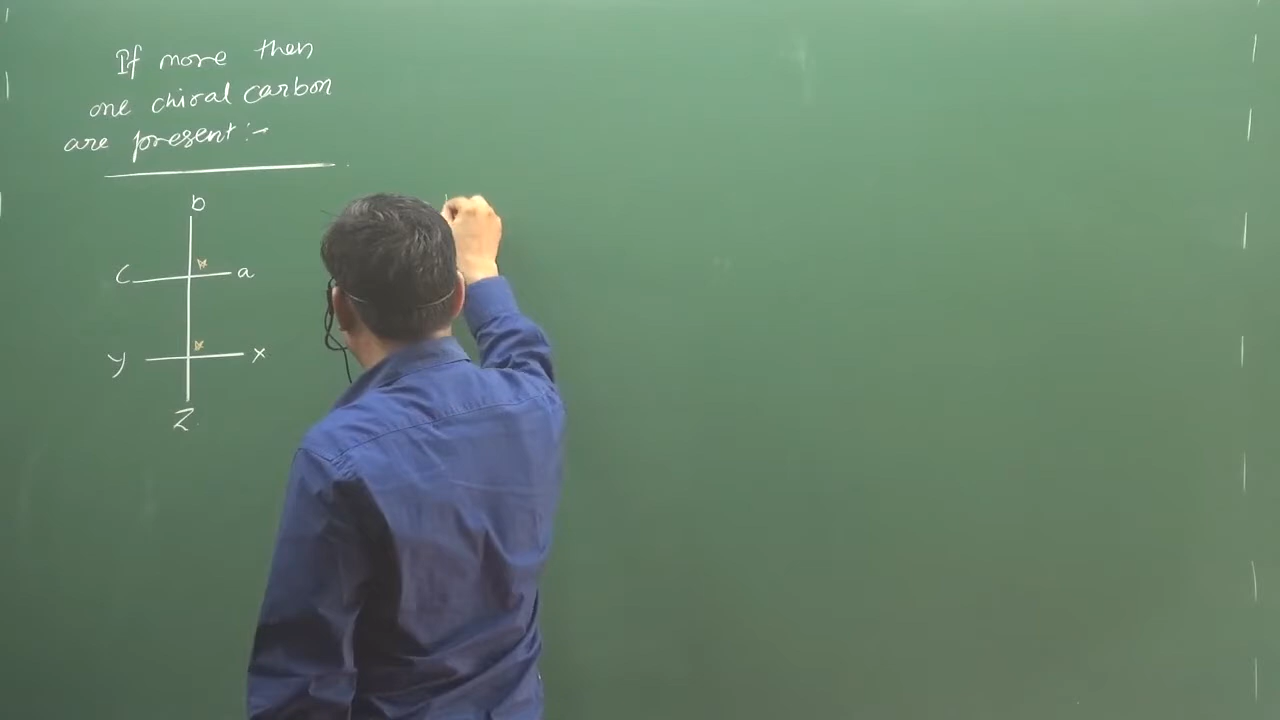 If more then
one chiral carbon
are present :-
b
C * a
y * x
Z